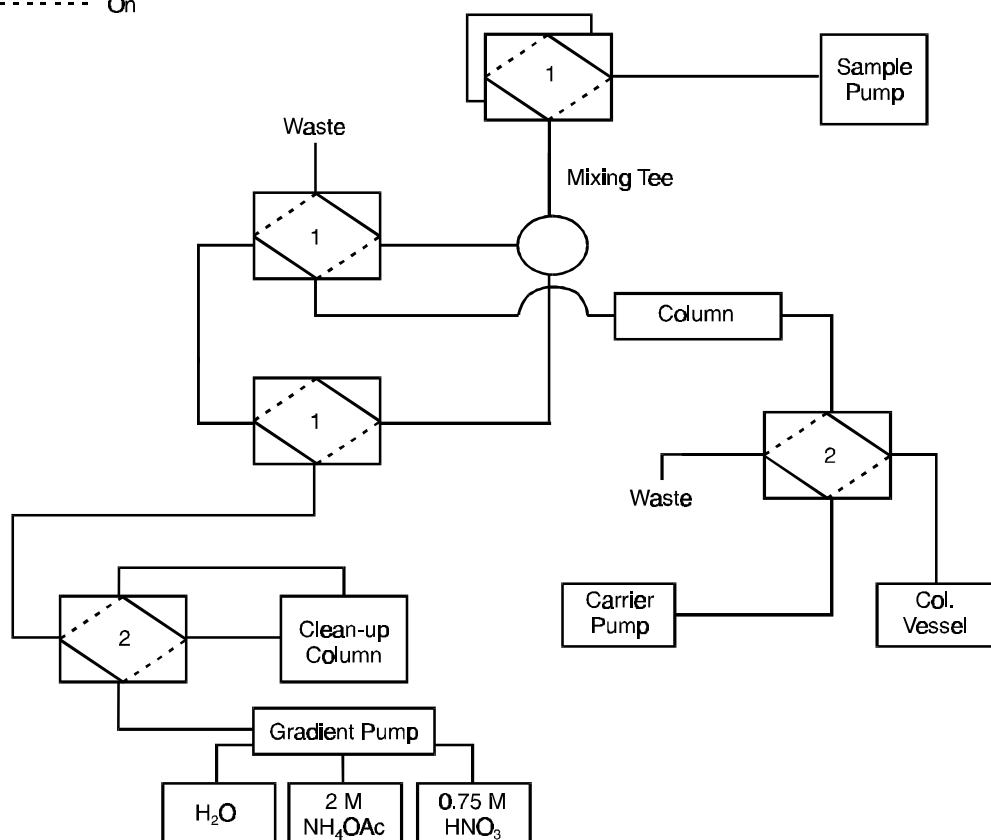 On
1
Sample
Pump
Waste
Mixing Tee
1
Column
1
2
Waste
Carrier
Pump
Col.
Vessel
2
Clean-up
Column
Gradient Pump
H₂O
2 M
NH₄OAc
0.75 M
HNO₃